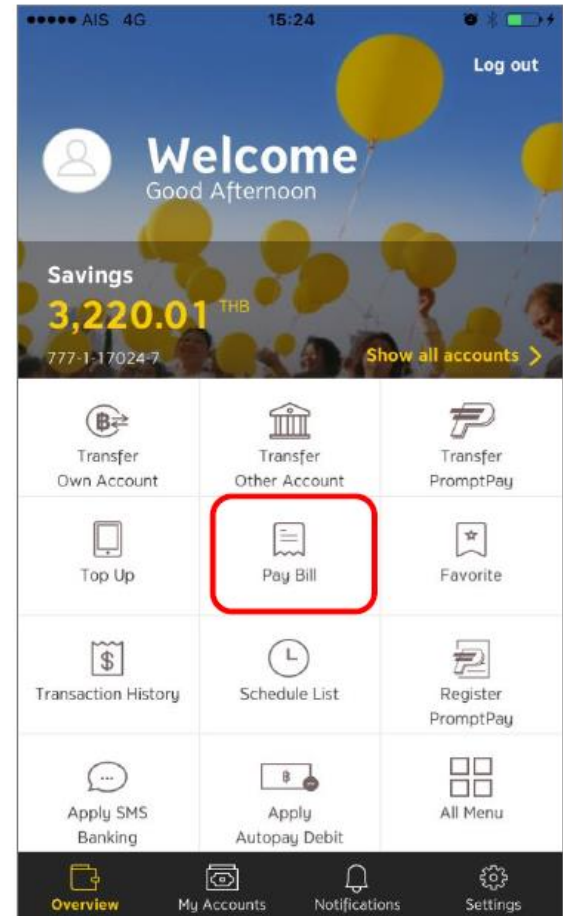 AIS 4G 15:24
Log out
Welcome
Good Afternoon
Savings
3,220.01 THB
777-1-17024-7
Show all accounts
Transfer
Own Account
Transfer
Other Account
Transfer
PromptPay
Top Up
Pay Bill
Favorite
Transaction History
Schedule List
Register
PromptPay
Apply SMS
Banking
Apply
Autopay Debit
All Menu
Overview
My Accounts
Notifications
Settings